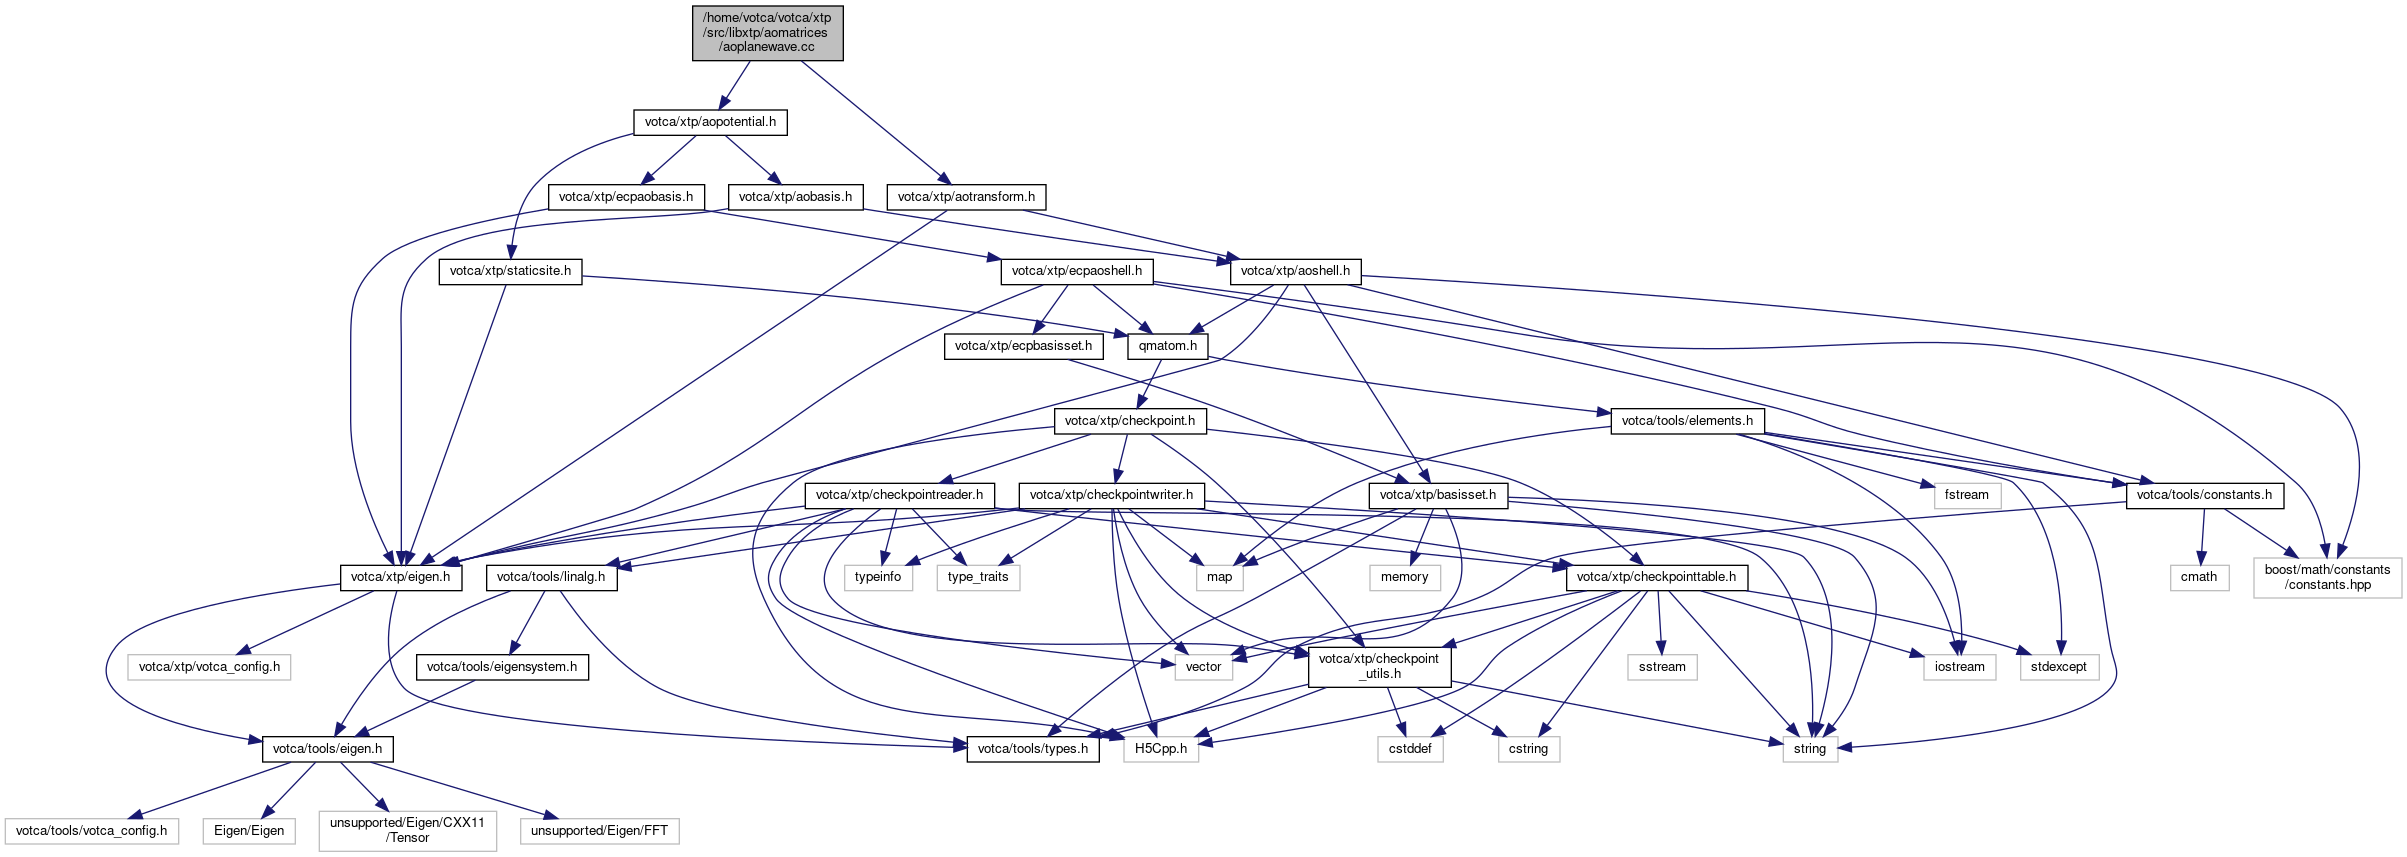 /home/votca/votca/xtp
/src/libxtp/aomatrices
/aoplanewave.cc
votca/xtp/aopotential.h
votca/xtp/ecpaobasis.h
votca/xtp/aobasis.h
votca/xtp/aotransform.h
votca/xtp/staticsite.h
votca/xtp/ecpaoshell.h
votca/xtp/aoshell.h
votca/xtp/ecpbasisset.h
qmatom.h
votca/xtp/checkpoint.h
votca/tools/elements.h
votca/xtp/checkpointreader.h
votca/xtp/checkpointwriter.h
votca/xtp/basisset.h
fstream
votca/tools/constants.h
votca/xtp/eigen.h
votca/tools/linalg.h
typeinfo
type_traits
map
memory
votca/xtp/checkpointtable.h
cmath
boost/math/constants
/constants.hpp
votca/xtp/votca_config.h
votca/tools/eigensystem.h
vector
votca/xtp/checkpoint
_utils.h
sstream
iostream
stdexcept
votca/tools/eigen.h
votca/tools/types.h
H5Cpp.h
cstddef
cstring
string
votca/tools/votca_config.h
Eigen/Eigen
unsupported/Eigen/CXX11
/Tensor
unsupported/Eigen/FFT